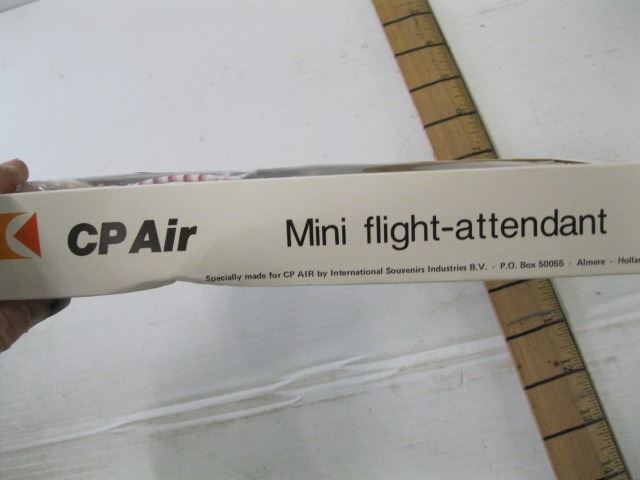 CP Air Mini flight-attendant
Specially made for CP AIR by International Souvenirs Industries B.V. - P.O. Box 50055 - Almere -